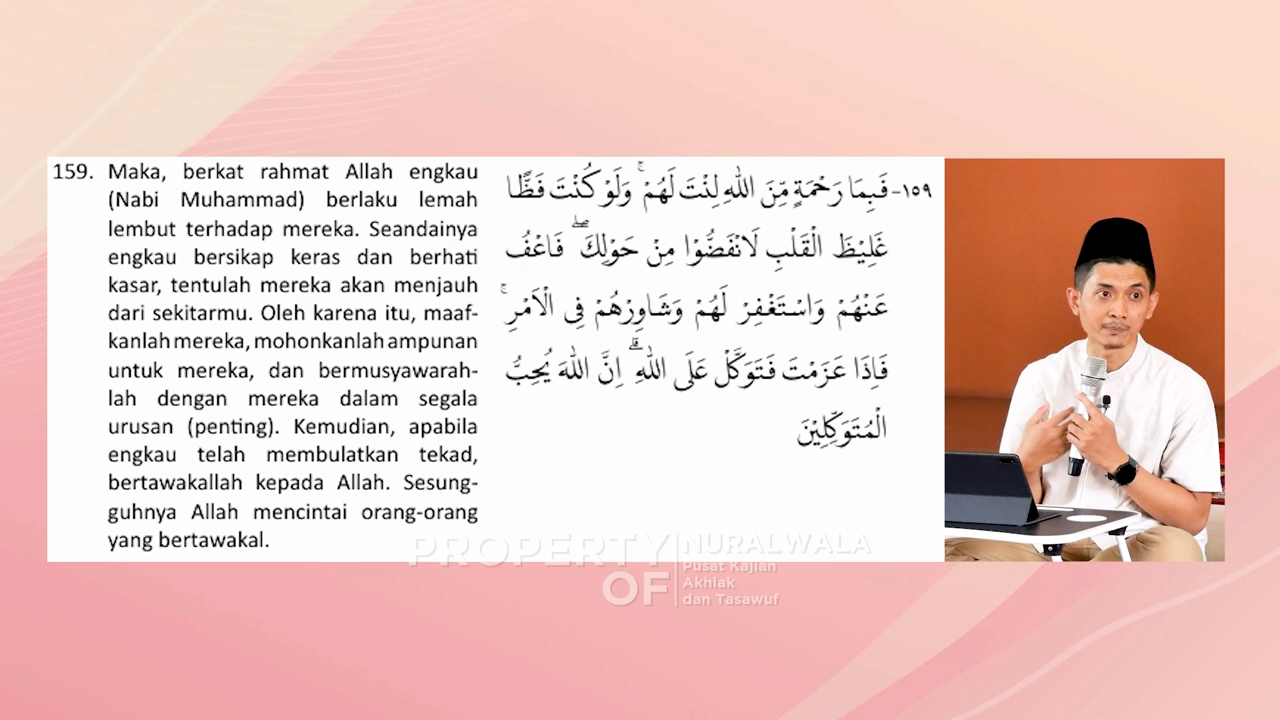 159. Maka, berkat rahmat Allah engkau
(Nabi Muhammad) berlaku lemah
lembut terhadap mereka. Seandainya
engkau bersikap keras dan berhati
kasar, tentulah mereka akan menjauh
dari sekitarmu. Oleh karena itu, maaf-
kanlah mereka, mohonkanlah ampunan
untuk mereka, dan bermusyawarah-
lah dengan mereka dalam segala
urusan (penting). Kemudian, apabila
engkau telah membulatkan tekad,
bertawakallah kepada Allah. Sesung-
guhnya Allah mencintai orang-orang
yang bertawakal.
١٥٩- فَبِمَا رَحْمَةٍ مِّنَ اللّٰهِ لِنْتَ لَهُمْ ۚ وَلَوْ كُنْتَ فَظًّا
غَلِيْظَ الْقَلْبِ لَانْفَضُّوْا مِنْ حَوْلِكَ ۖ فَاعْفُ
عَنْهُمْ وَاسْتَغْفِرْ لَهُمْ وَشَاوِرْهُمْ فِى الْاَمْرِ ۚ
فَاِذَا عَزَمْتَ فَتَوَكَّلْ عَلَى اللّٰهِ ۗ اِنَّ اللّٰهَ يُحِبُّ
الْمُتَوَكِّلِيْنَ
PROPERTY OF
NURALWALA
Pusat Kajian
Akhlak
dan Tasawuf